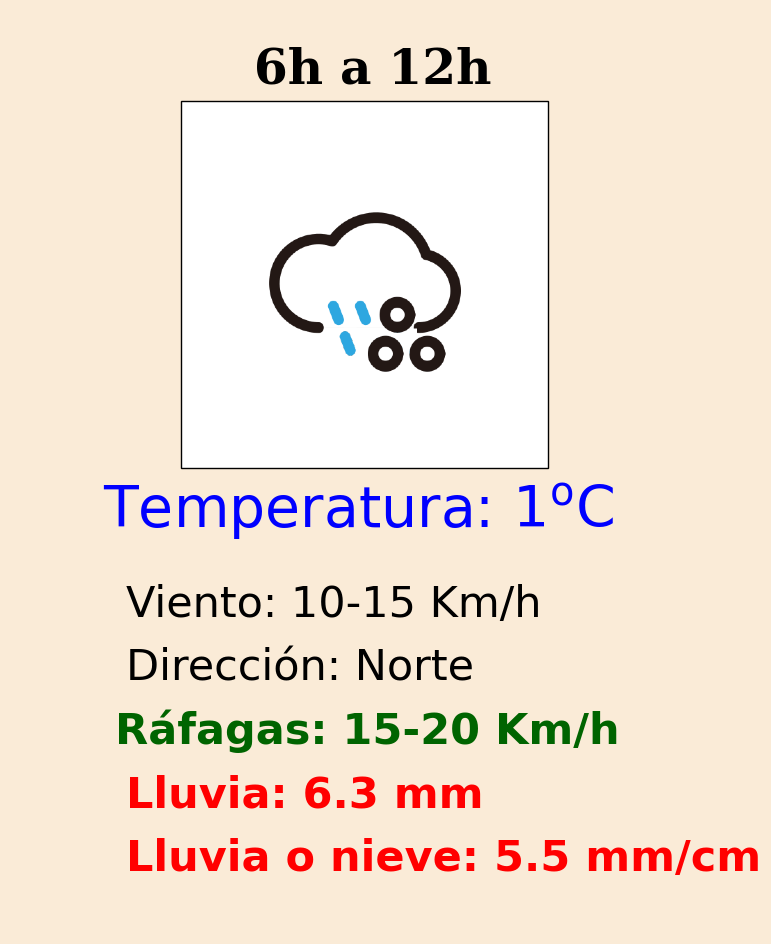 6h a 12h
Temperatura: 1ºC
Viento: 10-15 Km/h
Dirección: Norte
Ráfagas: 15-20 Km/h
Lluvia: 6.3 mm
Lluvia o nieve: 5.5 mm/cm